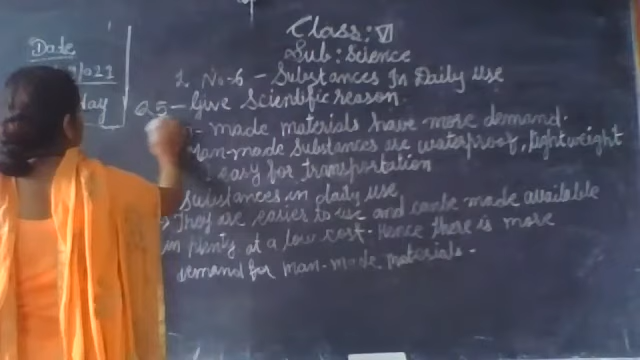 Date
2021
day
Class: VI
Sub: Science
L No-6 - Substances In Daily Use
Q5- Give Scientific reason.
n- made materials have more demand.
Man-made substances are waterproof, lightweight
easy for transportation
substances in daily use
They are easier to use and can be made available
in plenty at a low cost. Hence there is more
demand for man-made materials.